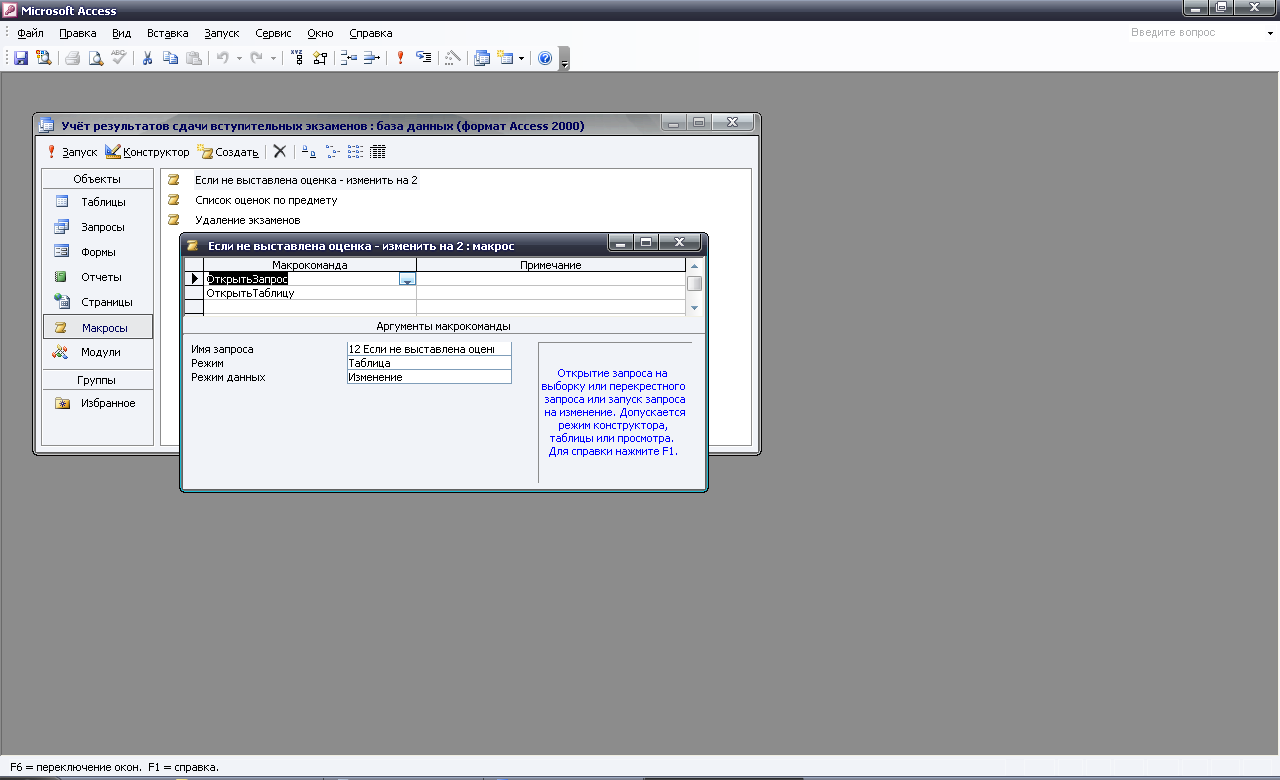 Microsoft Access
Файл Правка Вид Вставка Запуск Сервис Окно Справка Введите вопрос
Учёт результатов сдачи вступительных экзаменов : база данных (формат Access 2000)
Запуск Конструктор Создать
Объекты
Таблицы
Запросы
Формы
Отчеты
Страницы
Макросы
Модули
Группы
Избранное
Если не выставлена оценка - изменить на 2
Список оценок по предмету
Удаление экзаменов
Если не выставлена оценка - изменить на 2 : макрос
Макрокоманда Примечание
ОткрытьЗапрос
ОткрытьТаблицу
Аргументы макрокоманды
Имя запроса 12 Если не выставлена оцен
Режим Таблица
Режим данных Изменение
Открытие запроса на
выборку или перекрестного
запроса или запуск запроса
на изменение. Допускается
режим конструктора,
таблицы или просмотра.
Для справки нажмите F1.
F6 = переключение окон. F1 = справка.